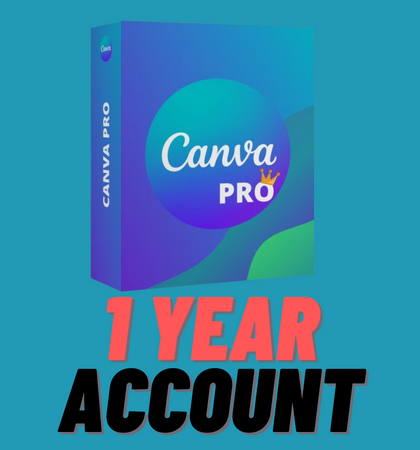 Canva
CANVA PRO
Canva
PRO
1 YEAR
ACCOUNT